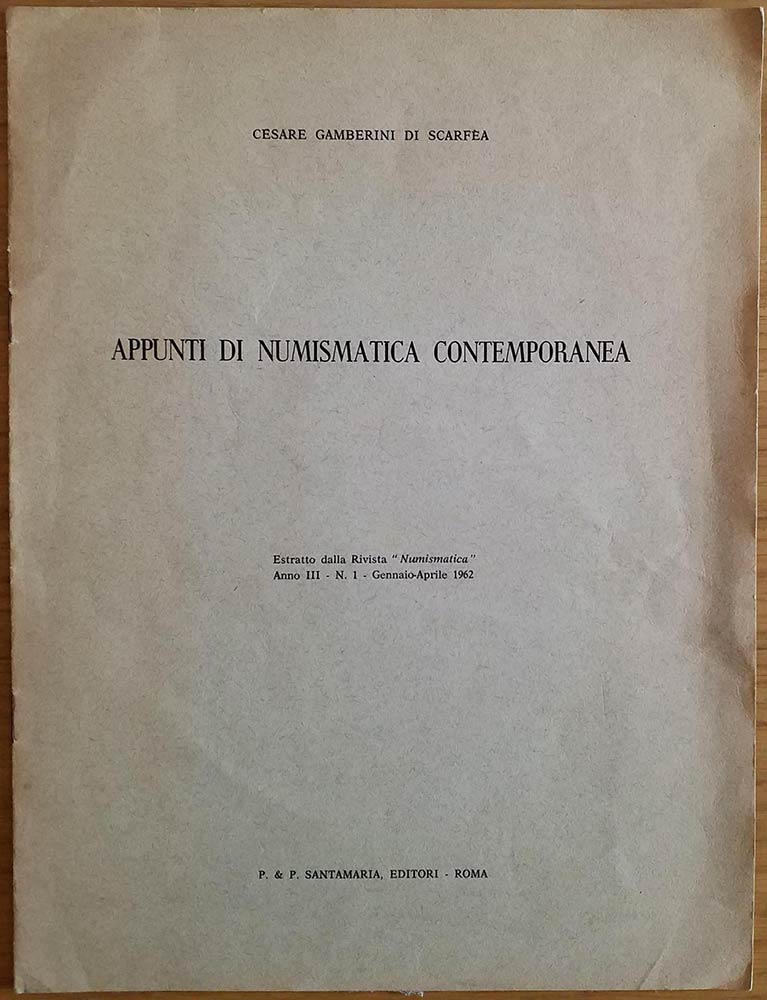 CESARE GAMBERINI DI SCARFÈA
APPUNTI DI NUMISMATICA CONTEMPORANEA
Estratto dalla Rivista "Numismatica"
Anno III - N. 1 - Gennaio-Aprile 1962
P. & P. SANTAMARIA, EDITORI - ROMA